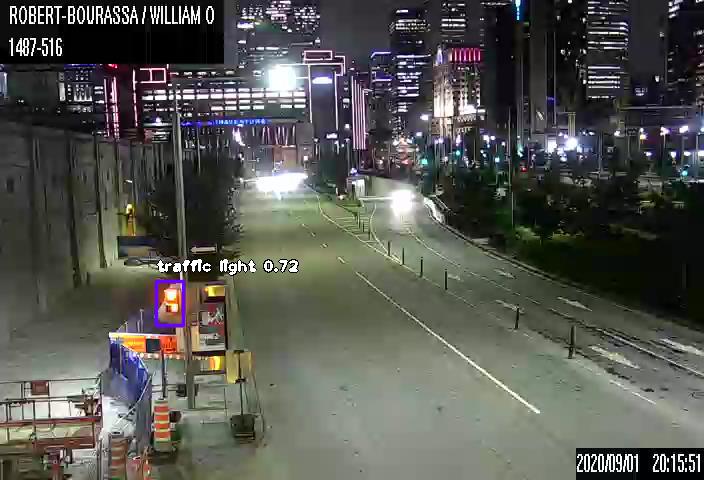 ROBERT-BOURASSA / WILLIAM O
1487-516
traffic light 0.72
2020/09/01 20:15:51